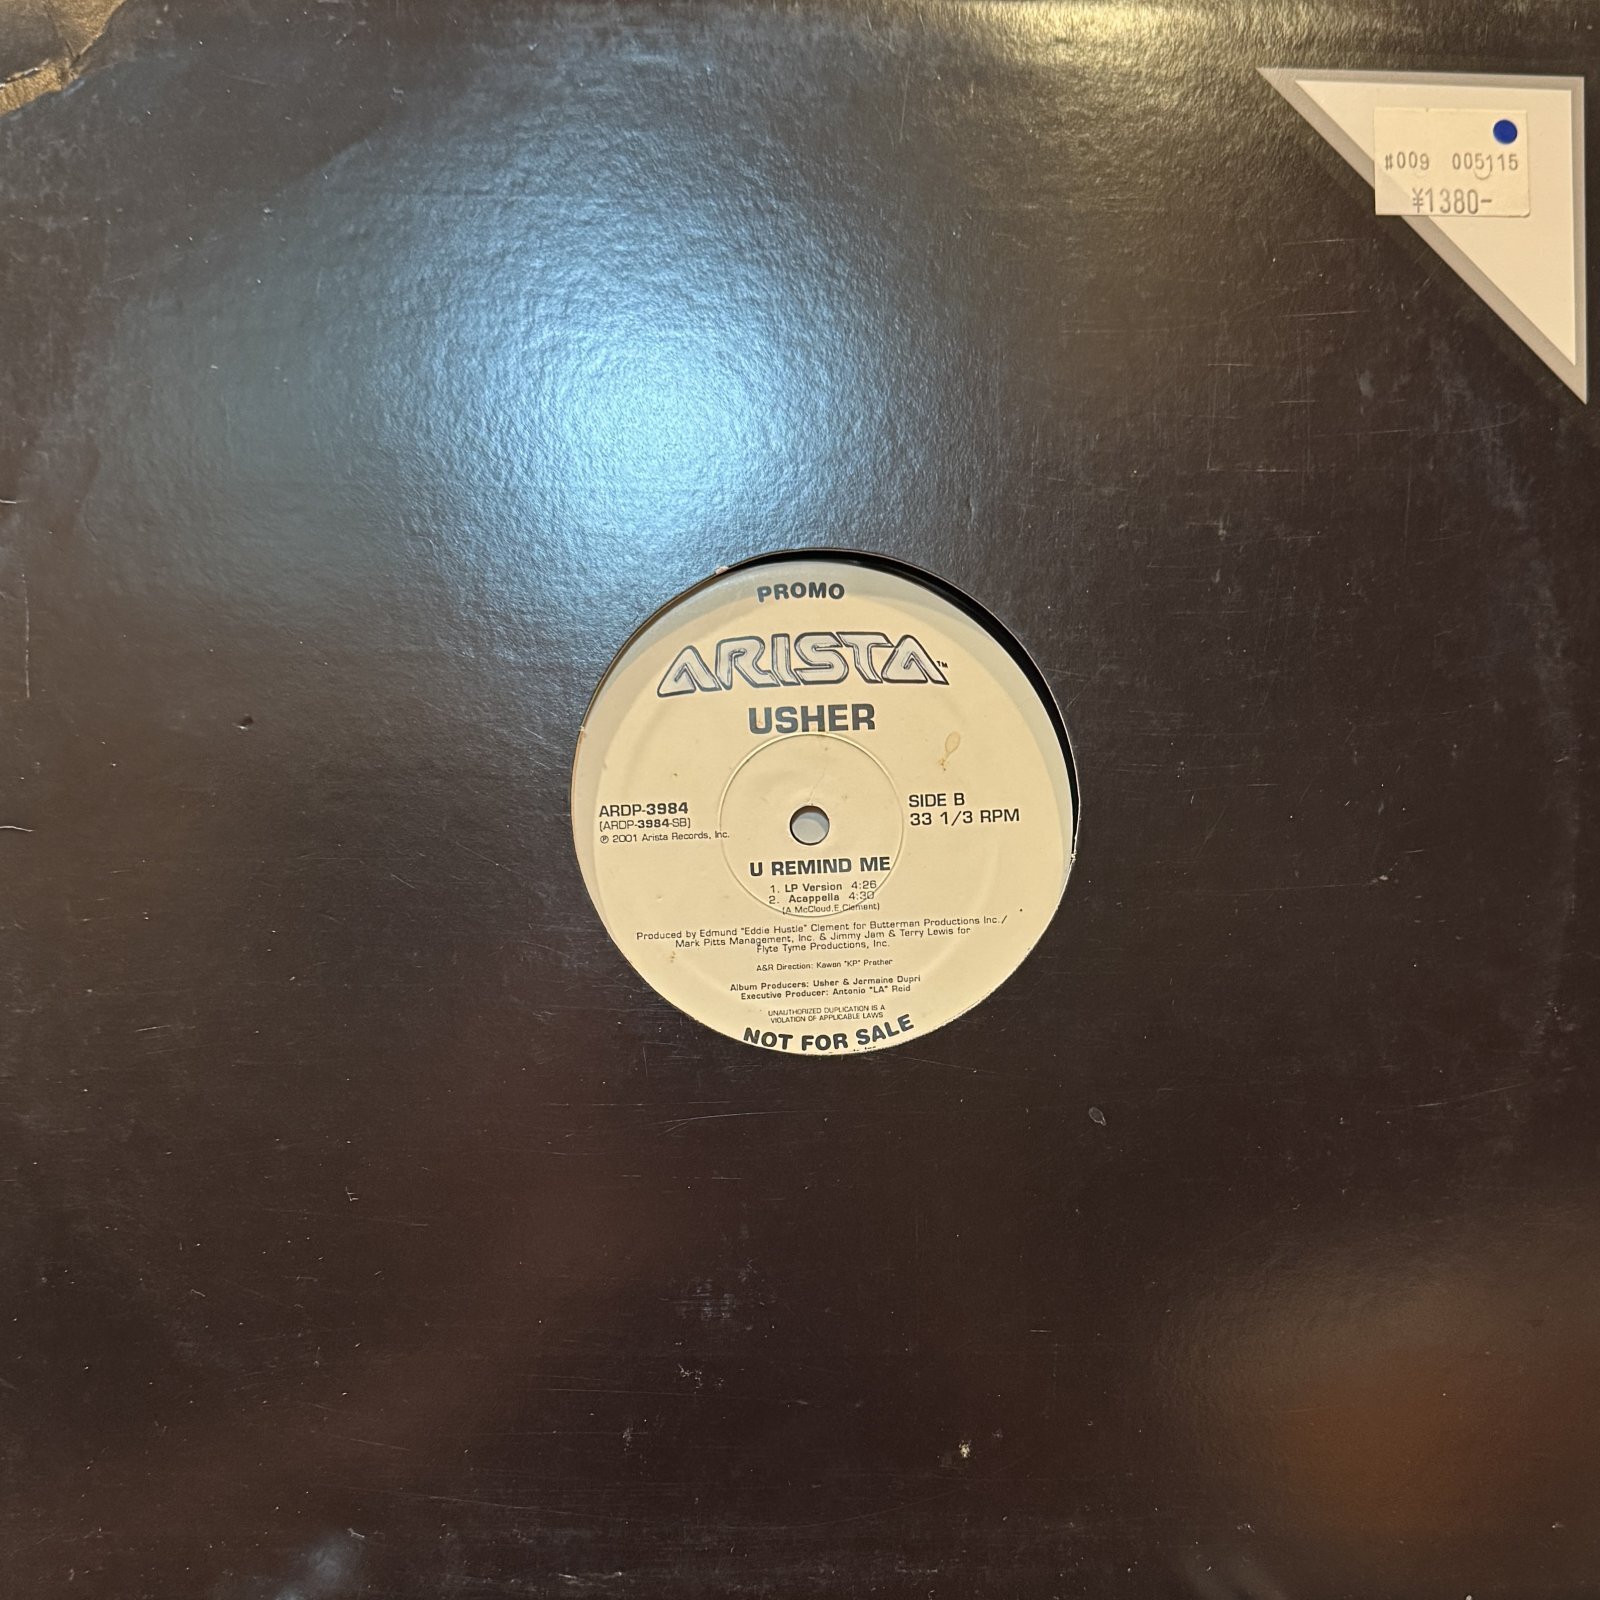 #009 005115
¥1380-
PROMO
ARISTA™
USHER
ARDP-3984
(ARDP-3984-SB)
℗ 2001 Arista Records, Inc.
SIDE B
33 1/3 RPM
U REMIND ME
1. LP Version 4:26
2. Acappella 4:30
(A McCloud,E Clement)
Produced by Edmund "Eddie Hustle" Clement for Butterman Productions Inc./
Mark Pitts Management, Inc. & Jimmy Jam & Terry Lewis for
Flyte Tyme Productions, Inc.
A&R Direction: Kawan "KP" Prather
Album Producers: Usher & Jermaine Dupri
Executive Producer: Antonio "LA" Reid
UNAUTHORIZED DUPLICATION IS A
VIOLATION OF APPLICABLE LAWS
NOT FOR SALE